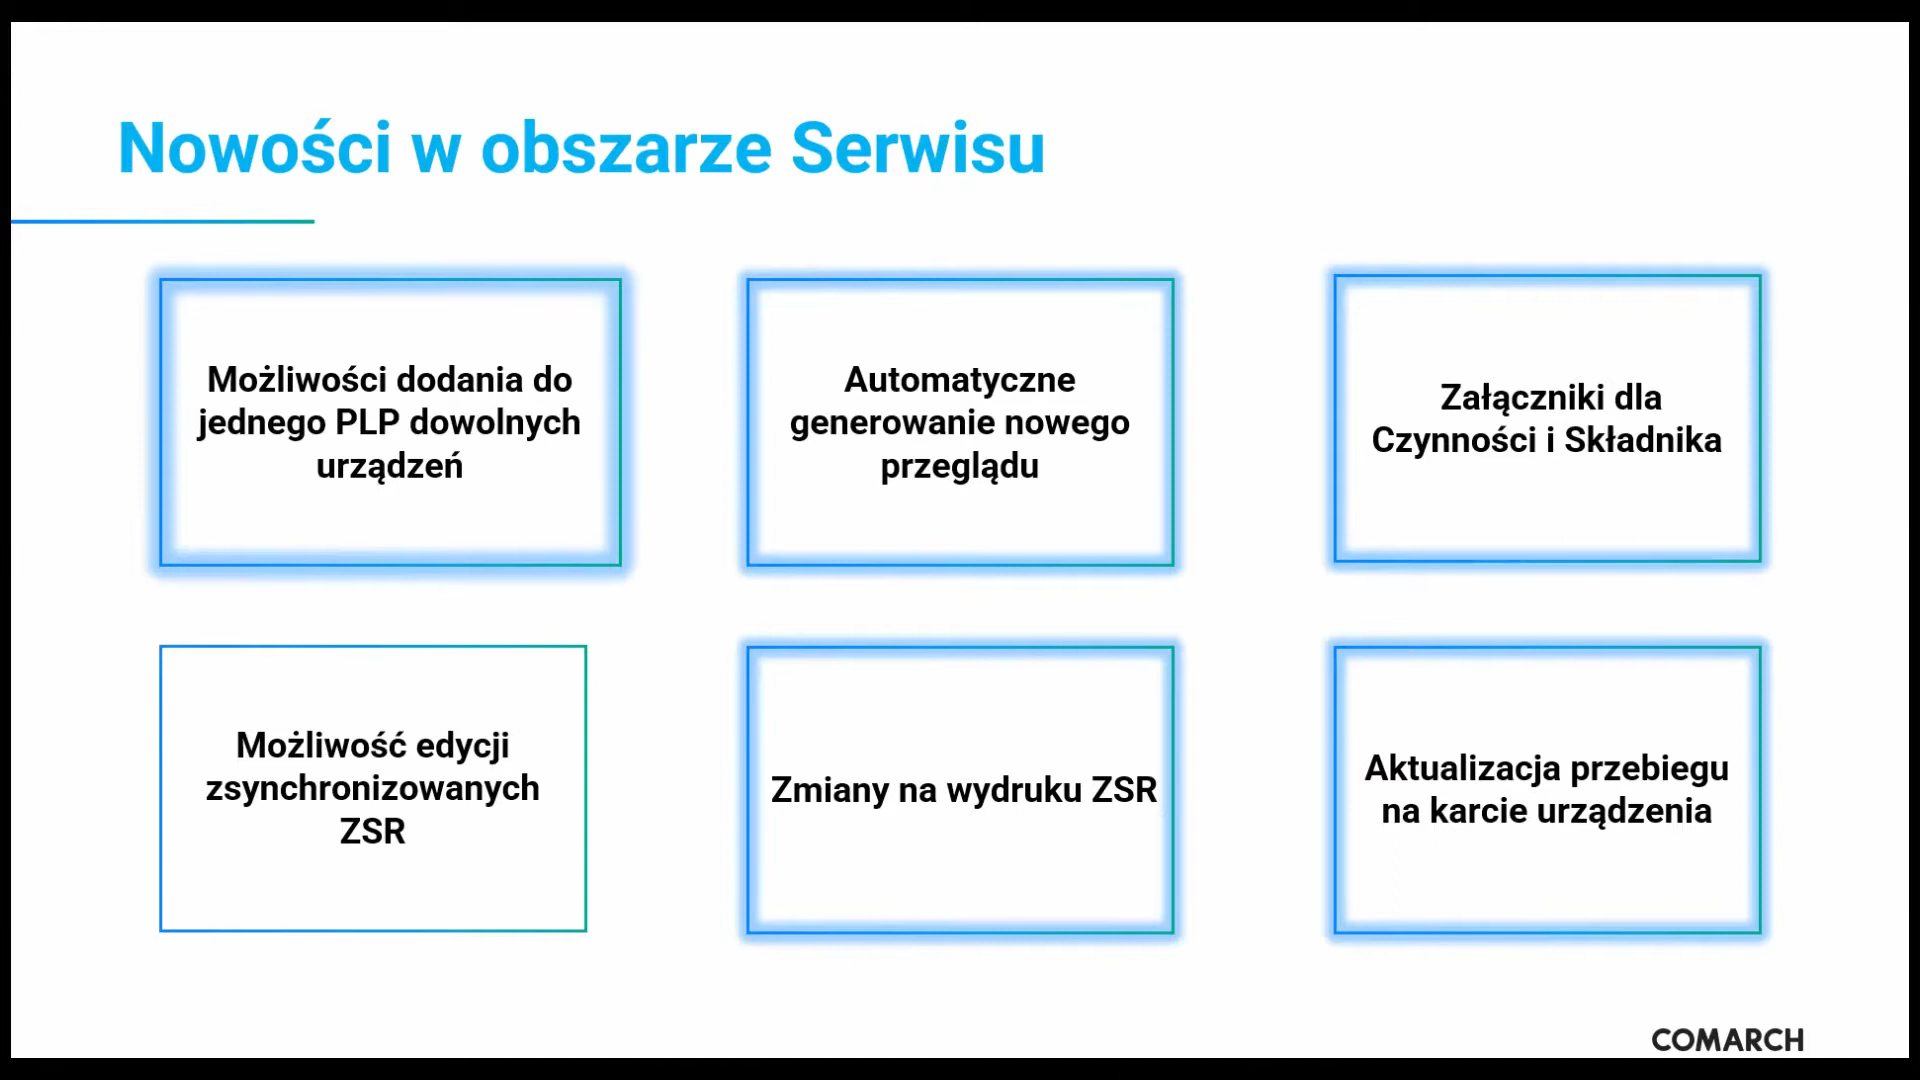 Nowości w obszarze Serwisu
Możliwości dodania do
jednego PLP dowolnych
urządzeń
Automatyczne
generowanie nowego
przeglądu
Załączniki dla
Czynności i Składnika
Możliwość edycji
zsynchronizowanych
ZSR
Zmiany na wydruku ZSR
Aktualizacja przebiegu
na karcie urządzenia
COMARCH